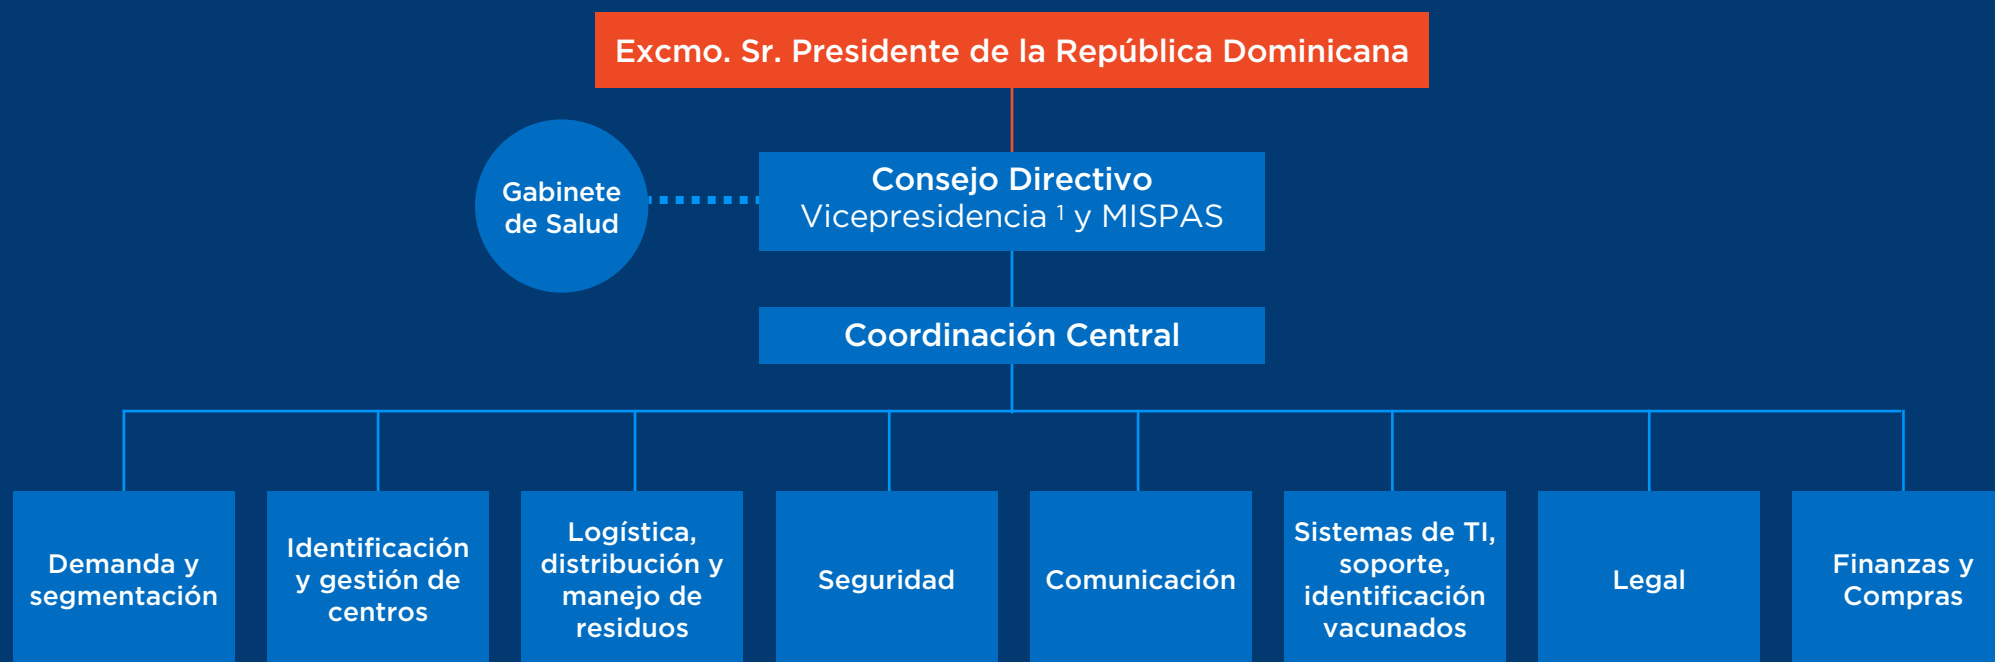 Excmo. Sr. Presidente de la República Dominicana
Gabinete
de Salud
Consejo Directivo
Vicepresidencia ¹ y MISPAS
Coordinación Central
Demanda y
segmentación
Identificación
y gestión de
centros
Logística,
distribución y
manejo de
residuos
Seguridad
Comunicación
Sistemas de TI,
soporte,
identificación
vacunados
Legal
Finanzas y
Compras